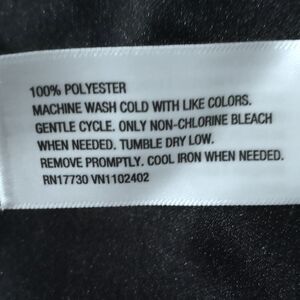 100% POLYESTER
MACHINE WASH COLD WITH LIKE COLORS.
GENTLE CYCLE. ONLY NON-CHLORINE BLEACH
WHEN NEEDED. TUMBLE DRY LOW.
REMOVE PROMPTLY. COOL IRON WHEN NEEDED.
RN17730 VN1102402